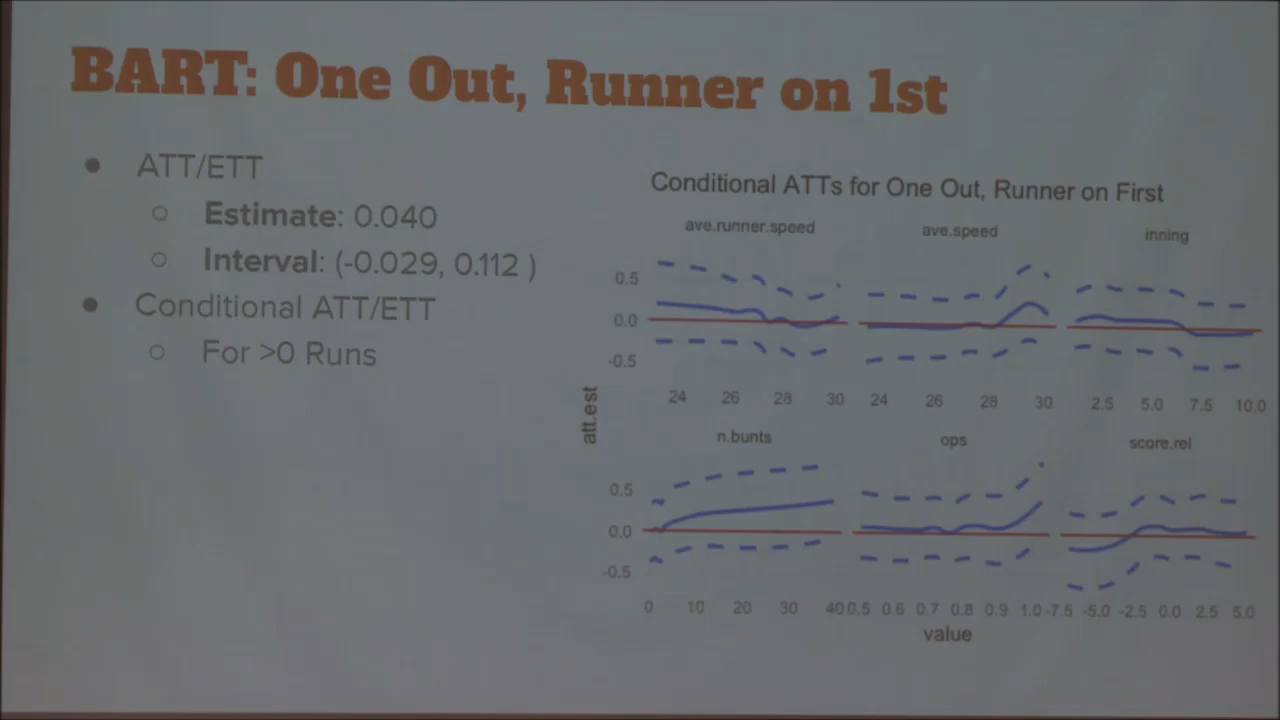 BART: One Out, Runner on 1st
● ATT/ETT
○ Estimate: 0.040
○ Interval: (-0.029, 0.112 )
● Conditional ATT/ETT
○ For >0 Runs
Conditional ATTs for One Out, Runner on First
ave.runner.speed ave.speed inning
0.5
0.0
-0.5
24 26 28 30 24 26 28 30 2.5 5.0 7.5 10.0
att.est
n.bunts ops score.rel
0.5
0.0
-0.5
0 10 20 30 40 0.5 0.6 0.7 0.8 0.9 1.0 -7.5 -5.0 -2.5 0.0 2.5 5.0
value